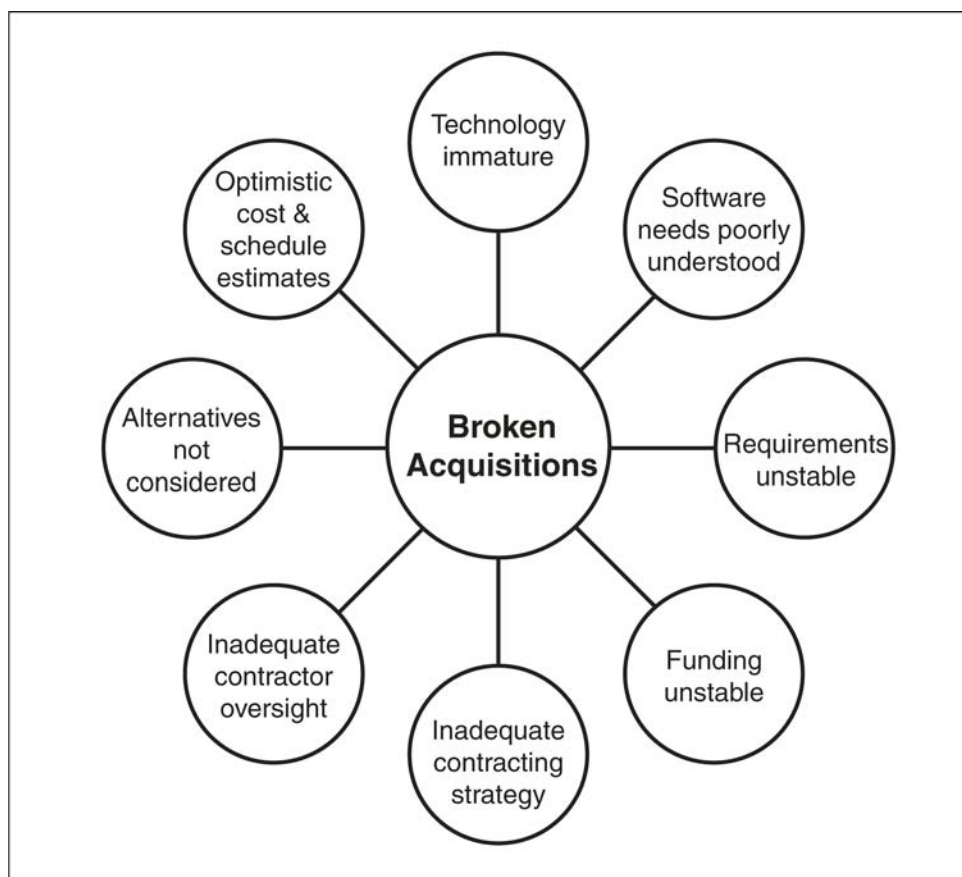 Technology
immature
Optimistic
cost &
schedule
estimates
Software
needs poorly
understood
Alternatives
not
considered
Broken
Acquisitions
Requirements
unstable
Inadequate
contractor
oversight
Funding
unstable
Inadequate
contracting
strategy